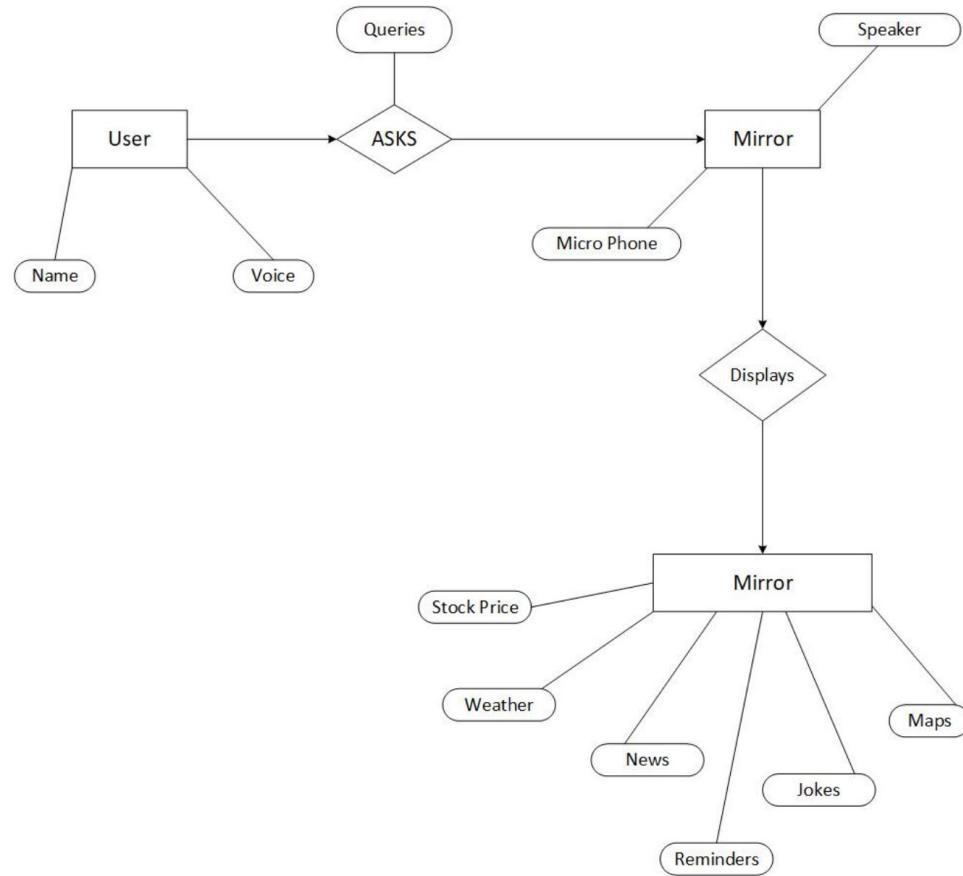 Queries
Speaker
User
ASKS
Mirror
Micro Phone
Name
Voice
Displays
Mirror
Stock Price
Weather
Maps
News
Jokes
Reminders